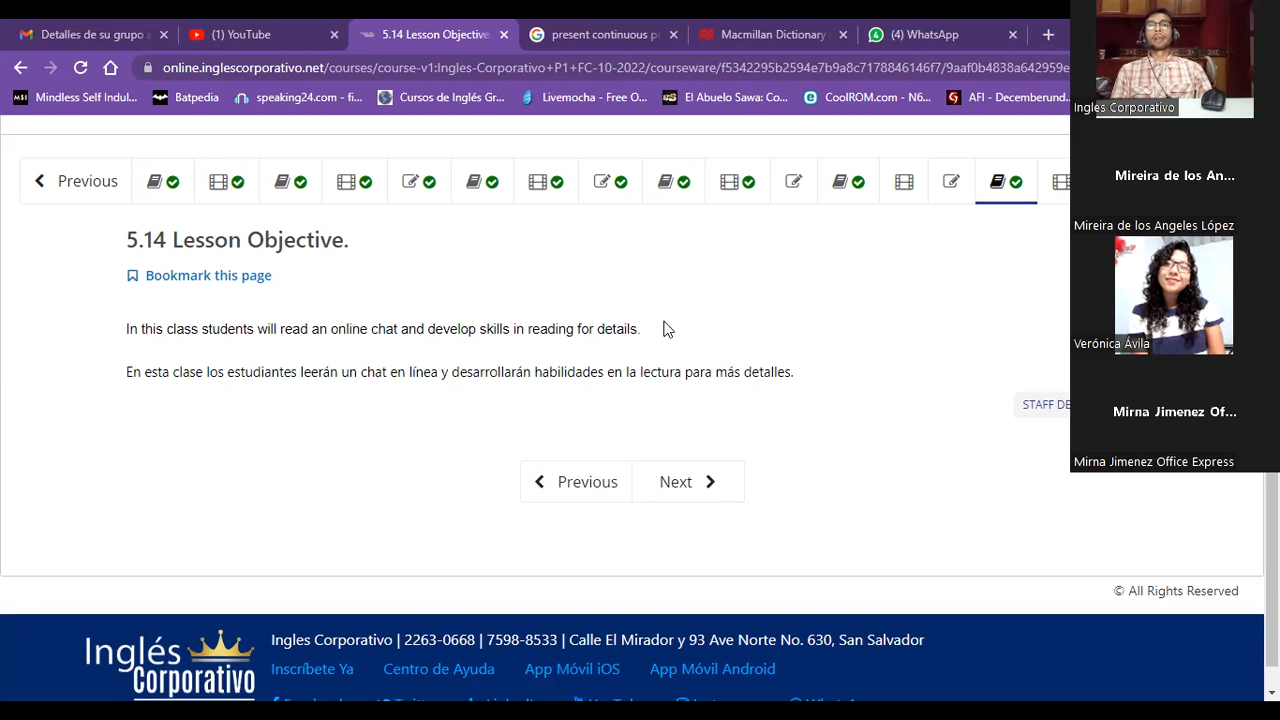 Detalles de su grupo a
(1) YouTube
5.14 Lesson Objective.
present continuous p
Macmillan Dictionary
(4) WhatsApp
online.inglescorporativo.net/courses/course-v1:Ingles-Corporativo+P1+FC-10-2022/courseware/f5342295b2594e7b9a8c7178846146f7/9aaf0b4838a642959e
Mindless Self Indul...
Batpedia
speaking24.com - fi...
Cursos de Inglés Gr...
Livemocha - Free O...
El Abuelo Sawa: Co...
CoolROM.com - N6...
AFI - Decemberund...
Ingles Corporativo
Mireira de los An...
Mireira de los Angeles López
Verónica Ávila
Mirna Jimenez Of...
Mirna Jimenez Office Express
Previous
5.14 Lesson Objective.
Bookmark this page
In this class students will read an online chat and develop skills in reading for details.
En esta clase los estudiantes leerán un chat en línea y desarrollarán habilidades en la lectura para más detalles.
STAFF DE
Previous
Next
© All Rights Reserved
Inglés
Corporativo
Ingles Corporativo | 2263-0668 | 7598-8533 | Calle El Mirador y 93 Ave Norte No. 630, San Salvador
Inscríbete Ya
Centro de Ayuda
App Móvil iOS
App Móvil Android